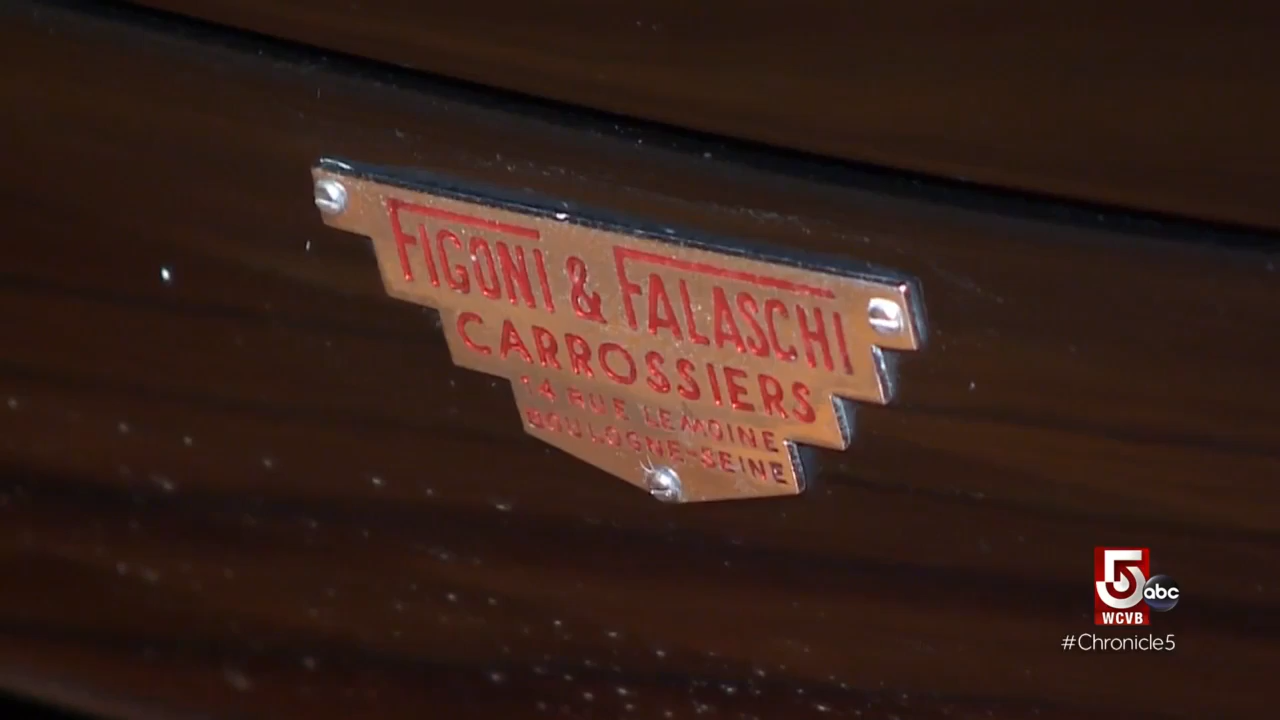 FIGONI & FALASCHI
CARROSSIERS
14 RUE LEMOINE
BOULOGNE-SEINE
5 abc
WCVB
#Chronicle5